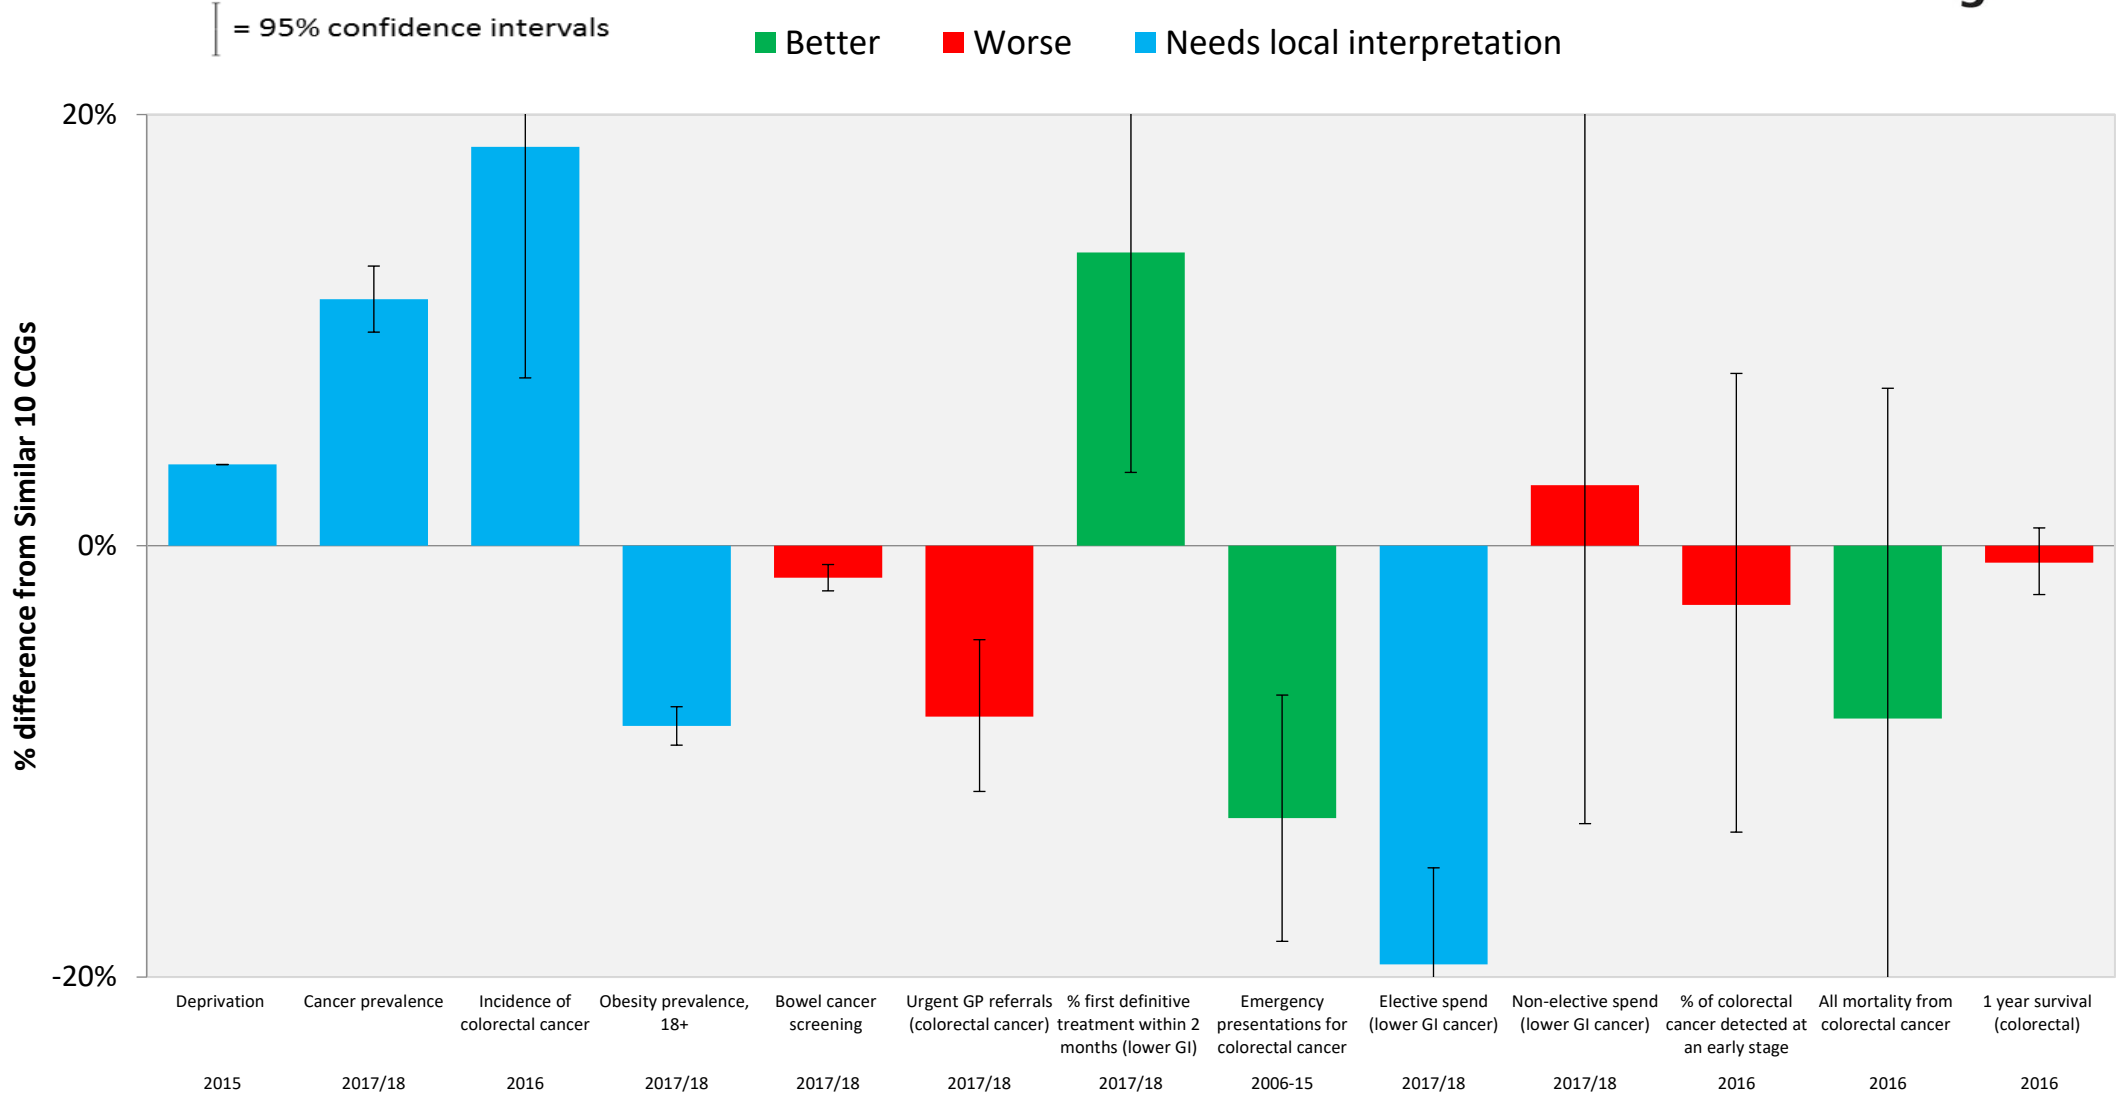 = 95% confidence intervals
Better Worse Needs local interpretation
% difference from Similar 10 CCGs
20%
0%
-20%
Deprivation
2015
Cancer prevalence
2017/18
Incidence of
colorectal cancer
2016
Obesity prevalence,
18+
2017/18
Bowel cancer
screening
2017/18
Urgent GP referrals
(colorectal cancer)
2017/18
% first definitive
treatment within 2
months (lower GI)
2017/18
Emergency
presentations for
colorectal cancer
2006-15
Elective spend
(lower GI cancer)
2017/18
Non-elective spend
(lower GI cancer)
2017/18
% of colorectal
cancer detected at
an early stage
2016
All mortality from
colorectal cancer
2016
1 year survival
(colorectal)
2016